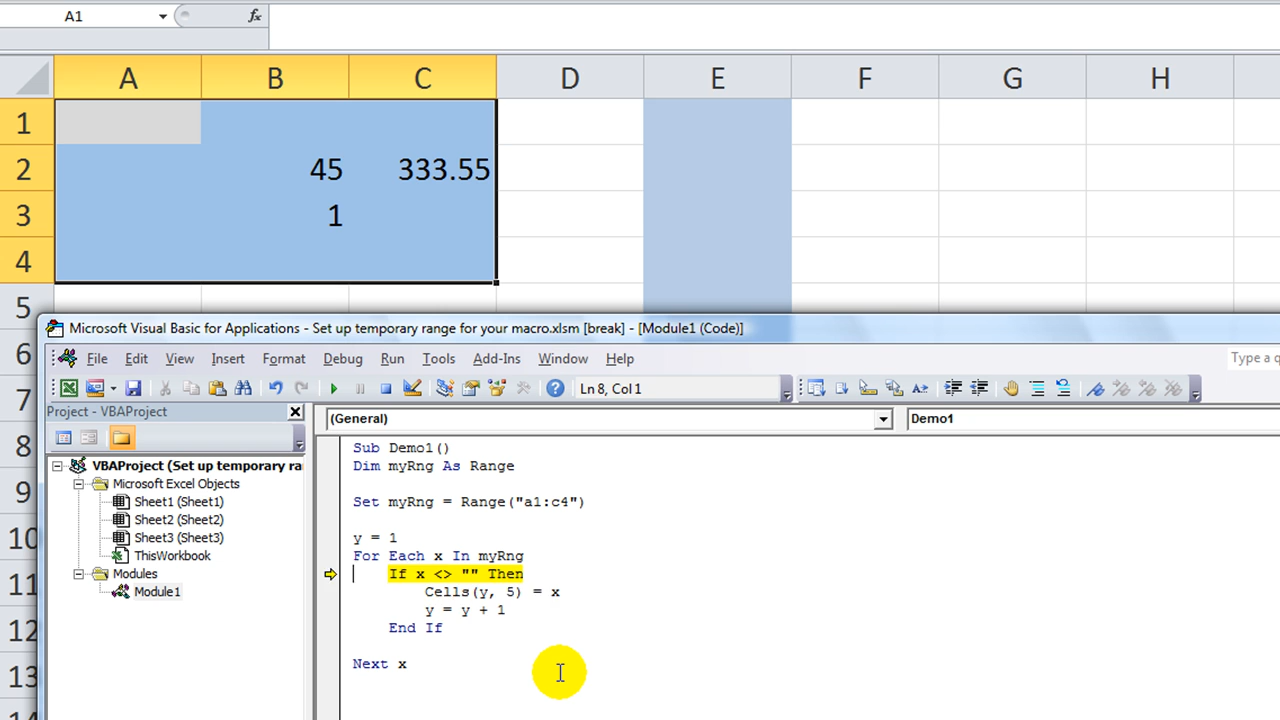 A1
fx
A B C D E F G H
1
2 45 333.55
3 1
4
5
6
7
8
9
10
11
12
13
Microsoft Visual Basic for Applications - Set up temporary range for your macro.xlsm [break] - [Module1 (Code)]
File Edit View Insert Format Debug Run Tools Add-Ins Window Help Type a q
Ln 8, Col 1
Project - VBAProject
(General) Demo1
VBAProject (Set up temporary ra
Microsoft Excel Objects
Sheet1 (Sheet1)
Sheet2 (Sheet2)
Sheet3 (Sheet3)
ThisWorkbook
Modules
Module1
Sub Demo1()
Dim myRng As Range
Set myRng = Range("a1:c4")
y = 1
For Each x In myRng
If x <> "" Then
Cells(y, 5) = x
y = y + 1
End If
Next x